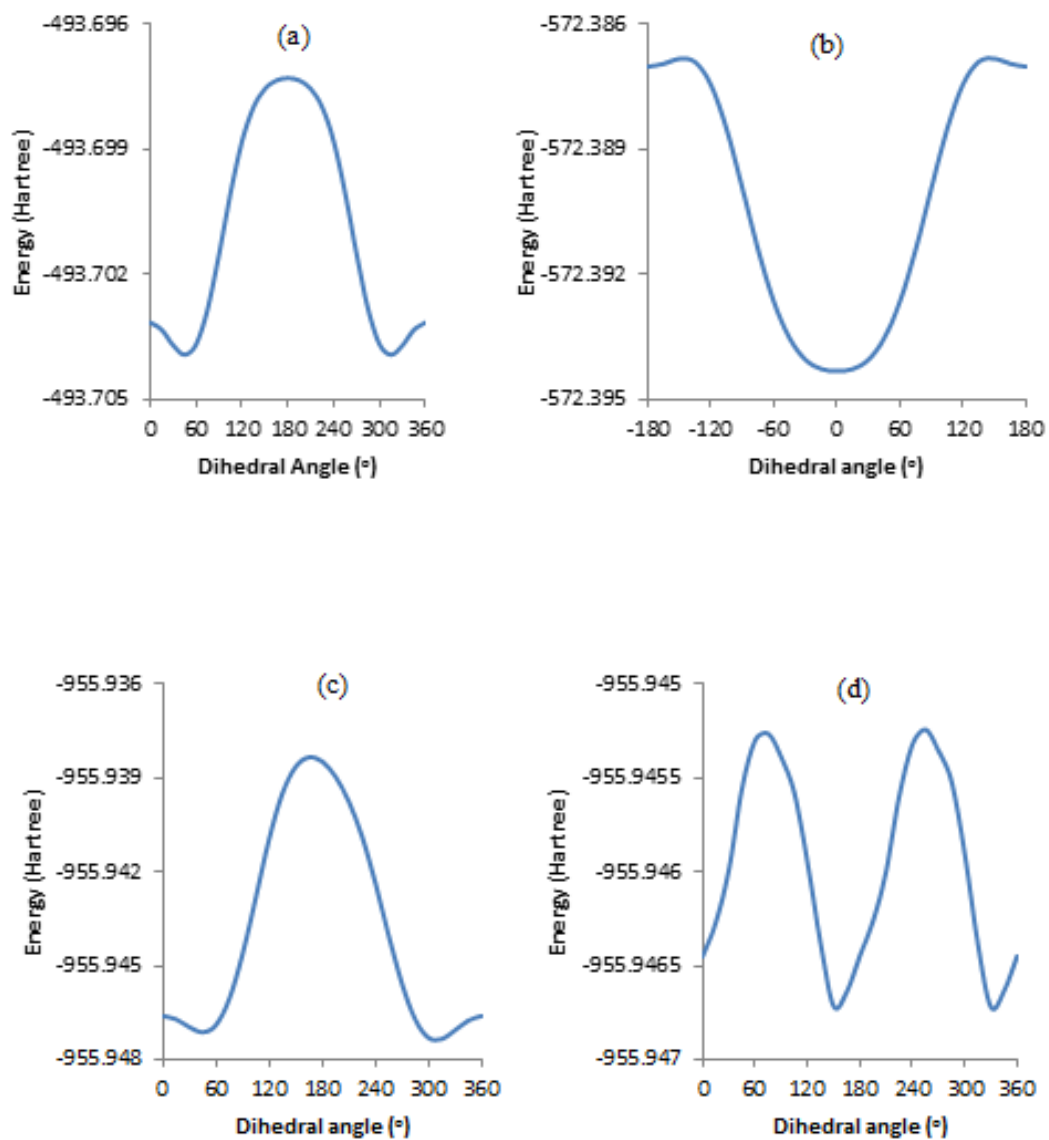 (a)
Energy (Hartree)
-493.696
-493.699
-493.702
-493.705
0 60 120 180 240 300 360
Dihedral Angle (º)
(b)
Energy (Hartree)
-572.386
-572.389
-572.392
-572.395
-180 -120 -60 0 60 120 180
Dihedral angle (º)
(c)
Energy (Hartree)
-955.936
-955.939
-955.942
-955.945
-955.948
0 60 120 180 240 300 360
Dihedral angle (º)
(d)
Energy (Hartree)
-955.945
-955.9455
-955.946
-955.9465
-955.947
0 60 120 180 240 300 360
Dihedral angle (º)